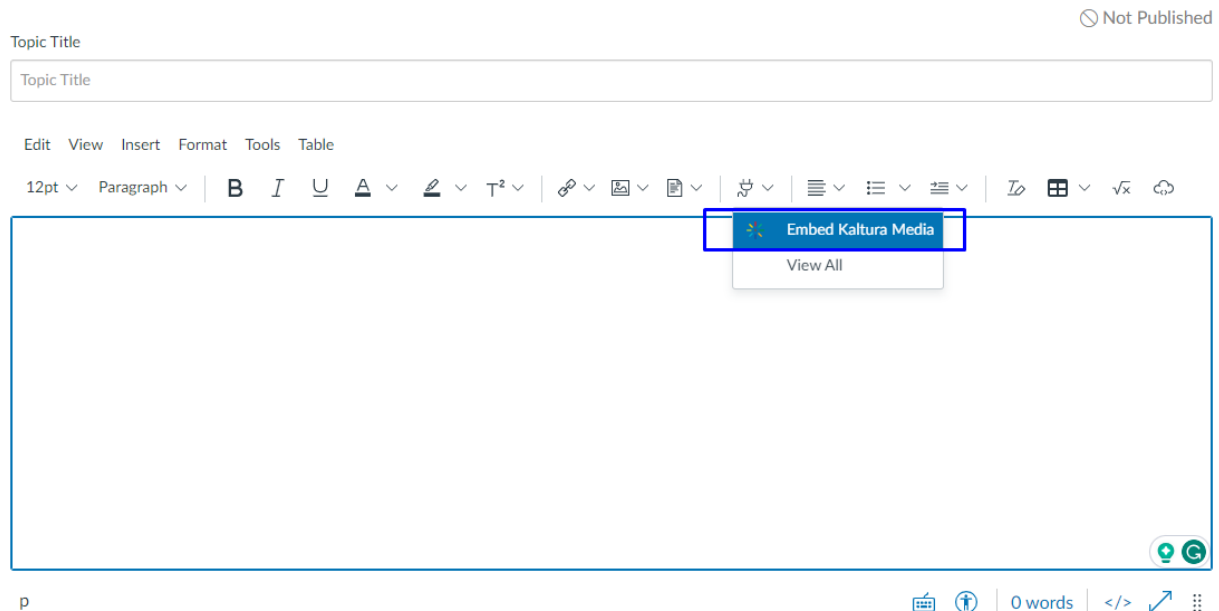 Not Published
Topic Title
Topic Title
Edit View Insert Format Tools Table
12pt Paragraph B I U A T² √x
Embed Kaltura Media
View All
p 0 words </>